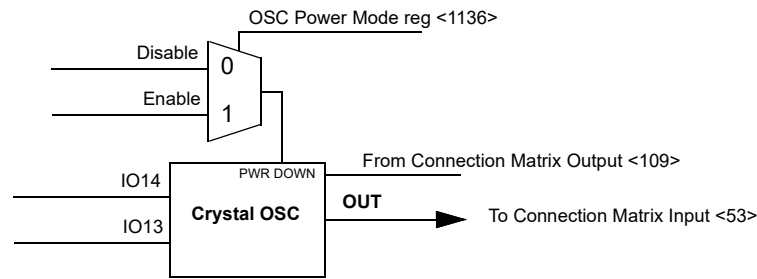 OSC Power Mode reg <1136>
Disable
0
Enable
1
PWR DOWN
From Connection Matrix Output <109>
IO14
Crystal OSC
OUT
To Connection Matrix Input <53>
IO13